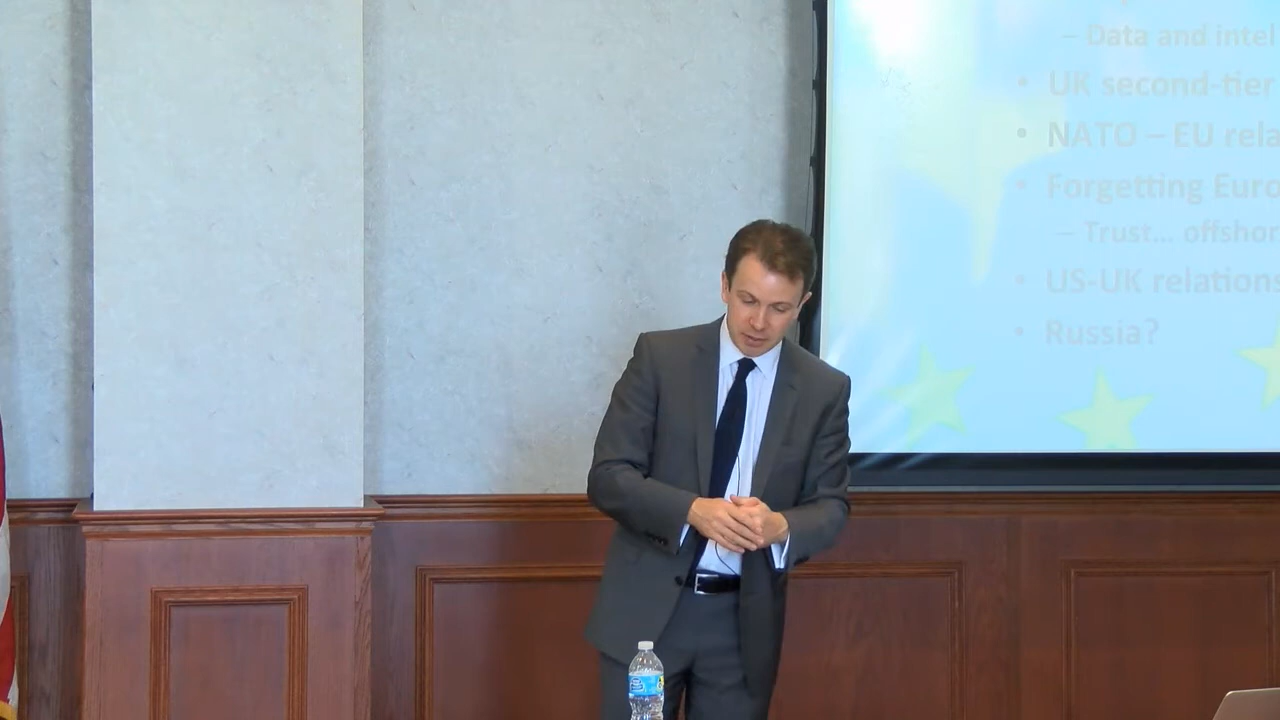 – Data and intel
• UK second-tier
• NATO – EU rela
• Forgetting Euro
– Trust... offshor
• US-UK relations
• Russia?